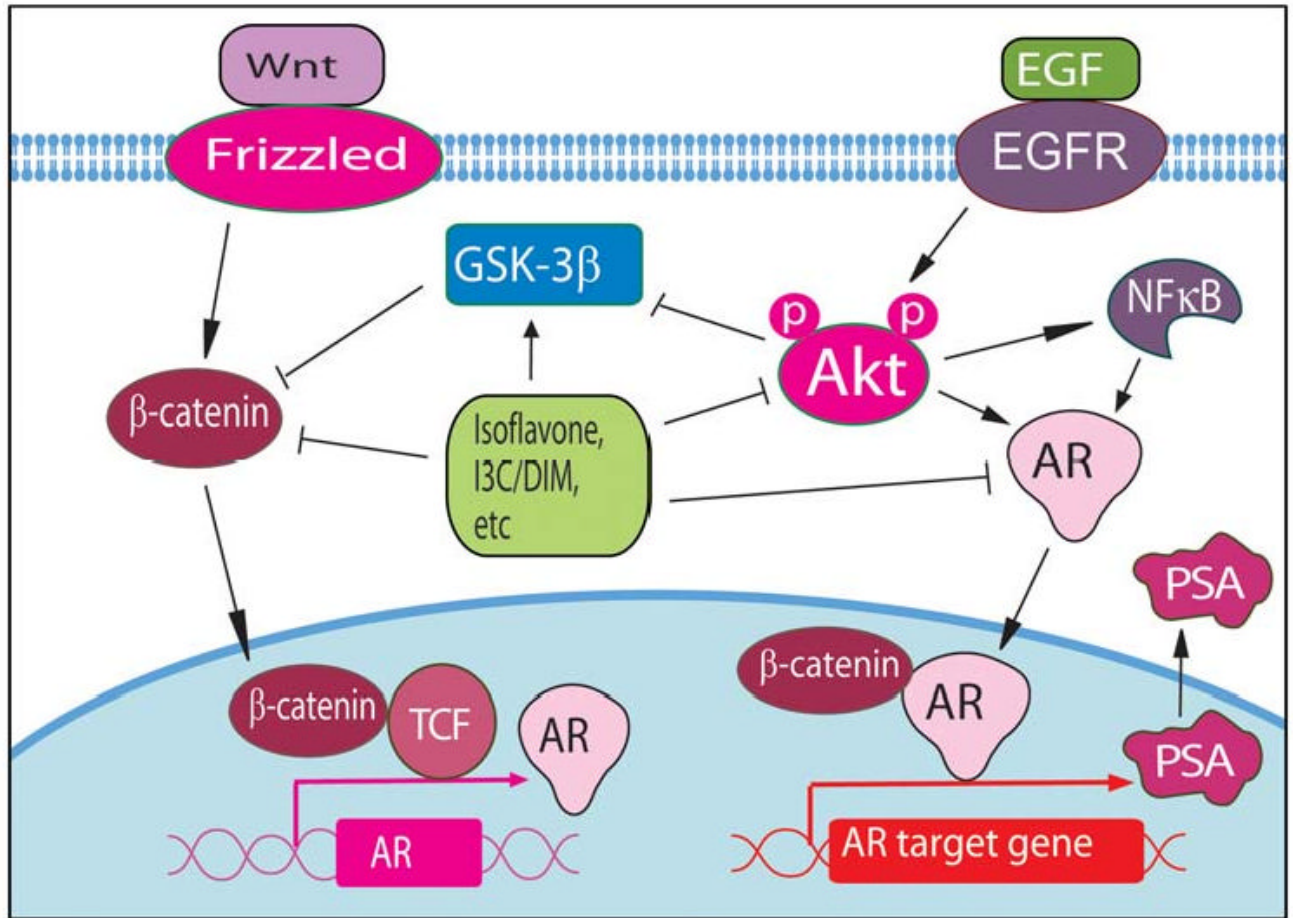 Wnt
EGF
Frizzled
EGFR
GSK-3β
NFκB
p
p
Akt
β-catenin
Isoflavone,
I3C/DIM,
etc
AR
PSA
β-catenin
TCF
AR
β-catenin
AR
PSA
AR
AR target gene